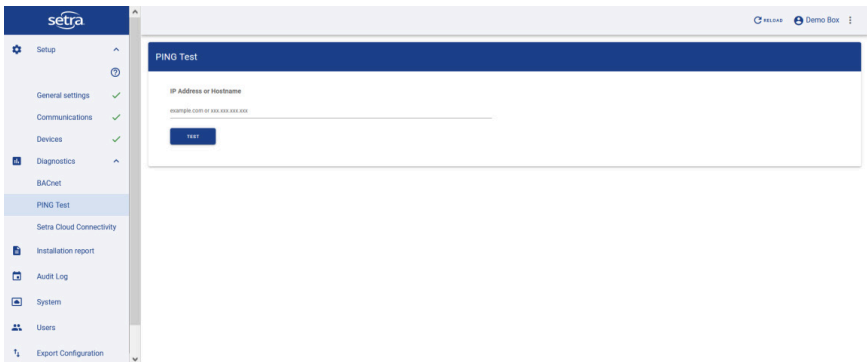 setra
RELOAD
Demo Box
Setup
General settings
Communications
Devices
Diagnostics
BACnet
PING Test
Setra Cloud Connectivity
Installation report
Audit Log
System
Users
Export Configuration
PING Test
IP Address or Hostname
example.com or xxx.xxx.xxx.xxx
TEXT